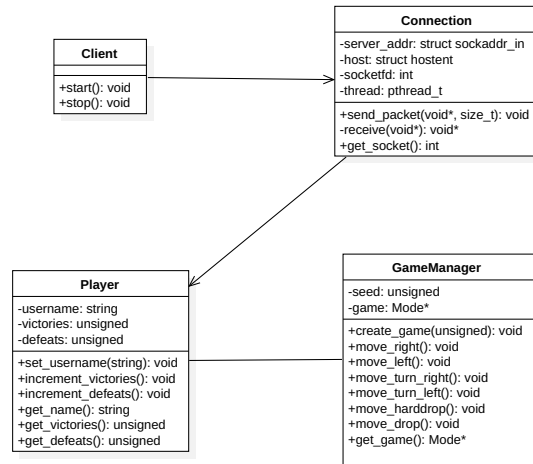 Client
+start(): void
+stop(): void
Connection
-server_addr: struct sockaddr_in
-host: struct hostent
-socketfd: int
-thread: pthread_t
+send_packet(void*, size_t): void
-receive(void*): void*
+get_socket(): int
Player
-username: string
-victories: unsigned
-defeats: unsigned
+set_username(string): void
+increment_victories(): void
+increment_defeats(): void
+get_name(): string
+get_victories(): unsigned
+get_defeats(): unsigned
GameManager
-seed: unsigned
-game: Mode*
+create_game(unsigned): void
+move_right(): void
+move_left(): void
+move_turn_right(): void
+move_turn_left(): void
+move_harddrop(): void
+move_drop(): void
+get_game(): Mode*